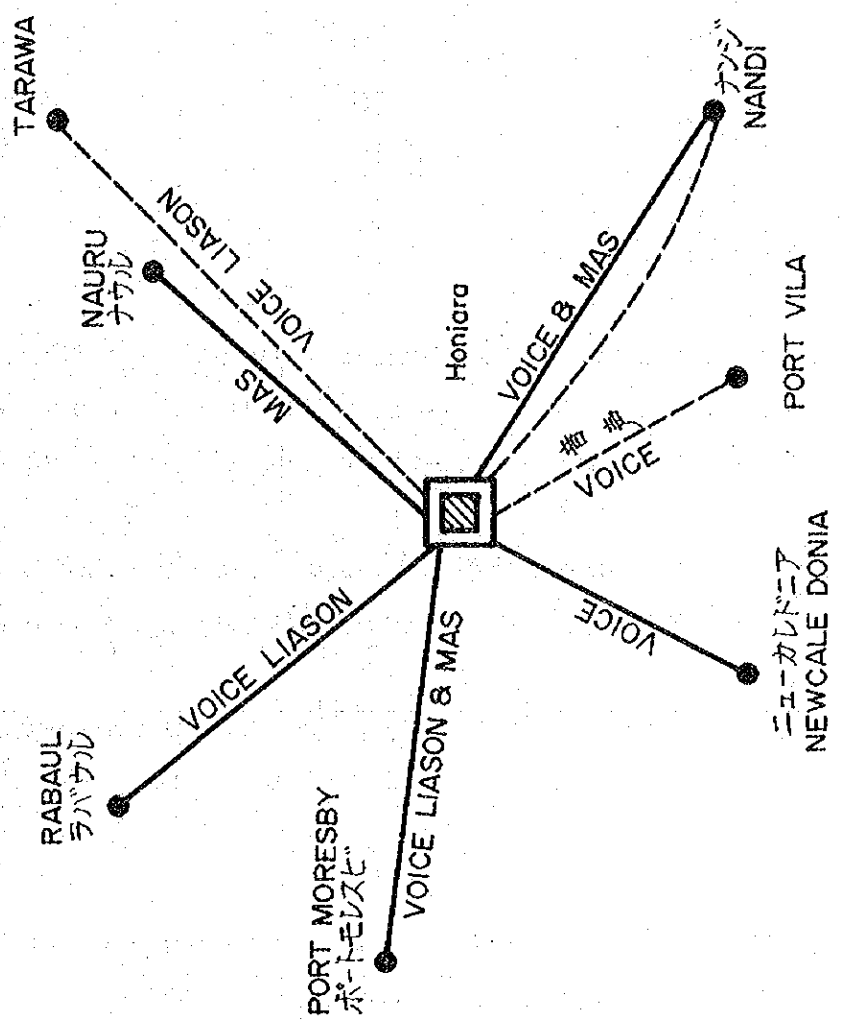 TARAWA
VOICE LIASON
NAURU
ナウル
MAS
RABAUL
ラバウル
VOICE LIASON
Honiara
PORT MORESBY
ポートモレスビ
VOICE LIASON & MAS
VOICE & MAS
ナンジ
NANDI
音声
VOICE
PORT VILA
VOICE
ニューカレドニア
NEWCALE DONIA